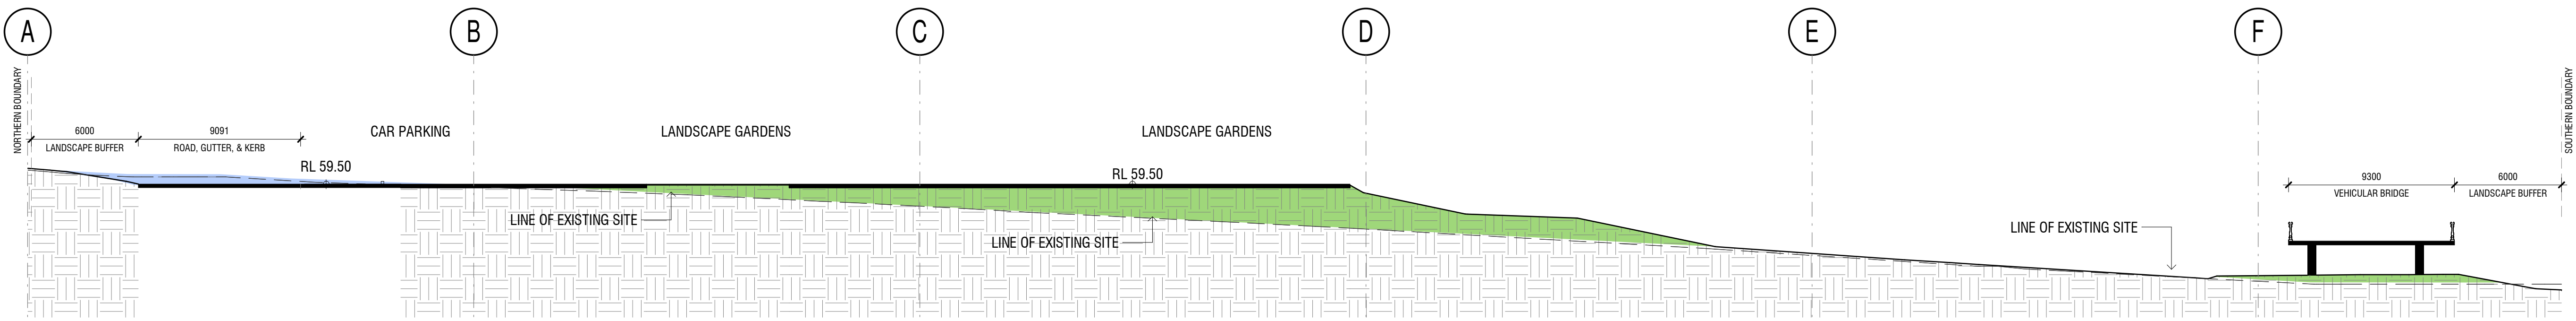 A
B
C
D
E
F
NORTHERN BOUNDARY
SOUTHERN BOUNDARY
6000
LANDSCAPE BUFFER
9091
ROAD, GUTTER, & KERB
CAR PARKING
LANDSCAPE GARDENS
LANDSCAPE GARDENS
RL 59.50
RL 59.50
LINE OF EXISTING SITE
LINE OF EXISTING SITE
LINE OF EXISTING SITE
9300
VEHICULAR BRIDGE
6000
LANDSCAPE BUFFER